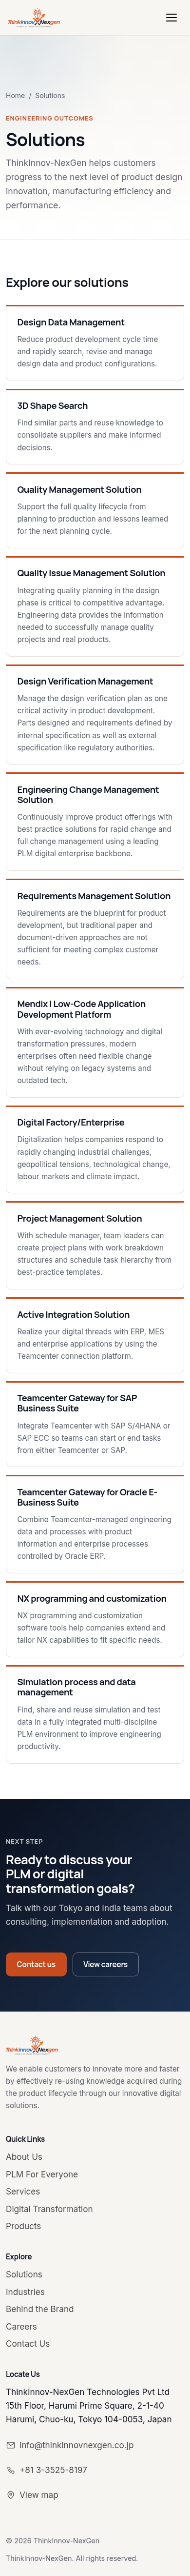 ThinkInnov-NexGen
Home / Solutions
ENGINEERING OUTCOMES
Solutions
ThinkInnov-NexGen helps customers
progress to the next level of product design
innovation, manufacturing efficiency and
performance.
Explore our solutions
Design Data Management
Reduce product development cycle time
and rapidly search, revise and manage
design data and product configurations.
3D Shape Search
Find similar parts and reuse knowledge to
consolidate suppliers and make informed
decisions.
Quality Management Solution
Support the full quality lifecycle from
planning to production and lessons learned
for the next planning cycle.
Quality Issue Management Solution
Integrating quality planning in the design
phase is critical to competitive advantage.
Engineering data provides the information
needed to successfully manage quality
projects and real products.
Design Verification Management
Manage the design verification plan as one
critical activity in product development.
Parts designed and requirements defined by
internal specification as well as external
specification like regulatory authorities.
Engineering Change Management
Solution
Continuously improve product offerings with
best practice solutions for rapid change and
full change management using a leading
PLM digital enterprise backbone.
Requirements Management Solution
Requirements are the blueprint for product
development, but traditional paper and
document-driven approaches are not
sufficient for meeting complex customer
needs.
Mendix | Low-Code Application
Development Platform
With ever-evolving technology and digital
transformation pressures, modern
enterprises often need flexible change
without relying on legacy systems and
outdated tech.
Digital Factory/Enterprise
Digitalization helps companies respond to
rapidly changing industrial challenges,
geopolitical tensions, technological change,
labour markets and climate impact.
Project Management Solution
With schedule manager, team leaders can
create project plans with work breakdown
structures and schedule task hierarchy from
best-practice templates.
Active Integration Solution
Realize your digital threads with ERP, MES
and enterprise applications by using the
Teamcenter connection platform.
Teamcenter Gateway for SAP
Business Suite
Integrate Teamcenter with SAP S/4HANA or
SAP ECC so teams can start or end tasks
from either Teamcenter or SAP.
Teamcenter Gateway for Oracle E-
Business Suite
Combine Teamcenter-managed engineering
data and processes with product
information and enterprise processes
controlled by Oracle ERP.
NX programming and customization
NX programming and customization
software tools help companies extend and
tailor NX capabilities to fit specific needs.
Simulation process and data
management
Find, share and reuse simulation and test
data in a fully integrated multi-discipline
PLM environment to improve engineering
productivity.
NEXT STEP
Ready to discuss your
PLM or digital
transformation goals?
Talk with our Tokyo and India teams about
consulting, implementation and adoption.
Contact us
View careers
ThinkInnov-NexGen
We enable customers to innovate more and faster
by effectively re-using knowledge acquired during
the product lifecycle through our innovative digital
solutions.
Quick Links
About Us
PLM For Everyone
Services
Digital Transformation
Products
Explore
Solutions
Industries
Behind the Brand
Careers
Contact Us
Locate Us
ThinkInnov-NexGen Technologies Pvt Ltd
15th Floor, Harumi Prime Square, 2-1-40
Harumi, Chuo-ku, Tokyo 104-0053, Japan
info@thinkinnovnexgen.co.jp
+81 3-3525-8197
View map
© 2026 ThinkInnov-NexGen
ThinkInnov-NexGen. All rights reserved.